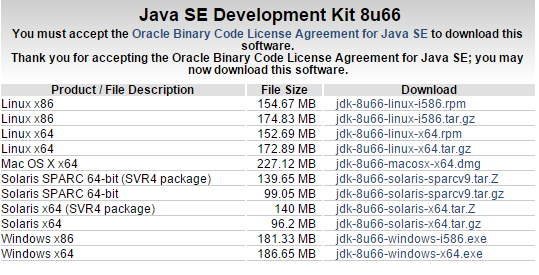 Java SE Development Kit 8u66
You must accept the Oracle Binary Code License Agreement for Java SE to download this
software.
Thank you for accepting the Oracle Binary Code License Agreement for Java SE; you may
now download this software.
Product / File Description File Size Download
Linux x86 154.67 MB jdk-8u66-linux-i586.rpm
Linux x86 174.83 MB jdk-8u66-linux-i586.tar.gz
Linux x64 152.69 MB jdk-8u66-linux-x64.rpm
Linux x64 172.89 MB jdk-8u66-linux-x64.tar.gz
Mac OS X x64 227.12 MB jdk-8u66-macosx-x64.dmg
Solaris SPARC 64-bit (SVR4 package) 139.65 MB jdk-8u66-solaris-sparcv9.tar.Z
Solaris SPARC 64-bit 99.05 MB jdk-8u66-solaris-sparcv9.tar.gz
Solaris x64 (SVR4 package) 140 MB jdk-8u66-solaris-x64.tar.Z
Solaris x64 96.2 MB jdk-8u66-solaris-x64.tar.gz
Windows x86 181.33 MB jdk-8u66-windows-i586.exe
Windows x64 186.65 MB jdk-8u66-windows-x64.exe